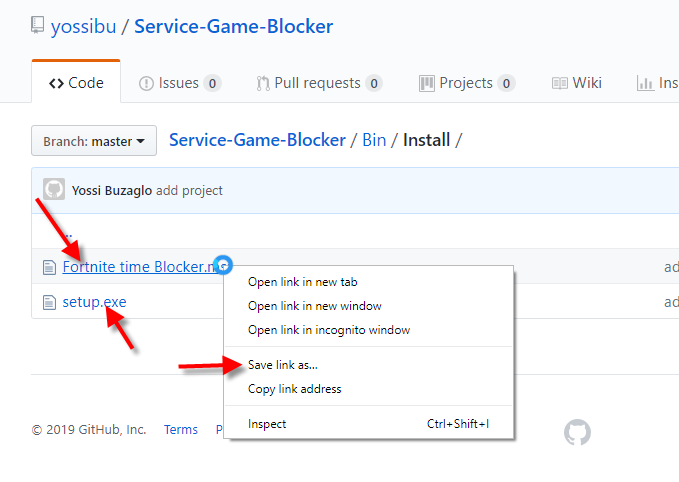 yossibu / Service-Game-Blocker
Code Issues 0 Pull requests 0 Projects 0 Wiki Ins
Branch: master Service-Game-Blocker / Bin / Install /
Yossi Buzaglo add project
..
Fortnite time Blocker.m ad
setup.exe ad
Open link in new tab
Open link in new window
Open link in incognito window
Save link as...
Copy link address
Inspect Ctrl+Shift+I
© 2019 GitHub, Inc. Terms P